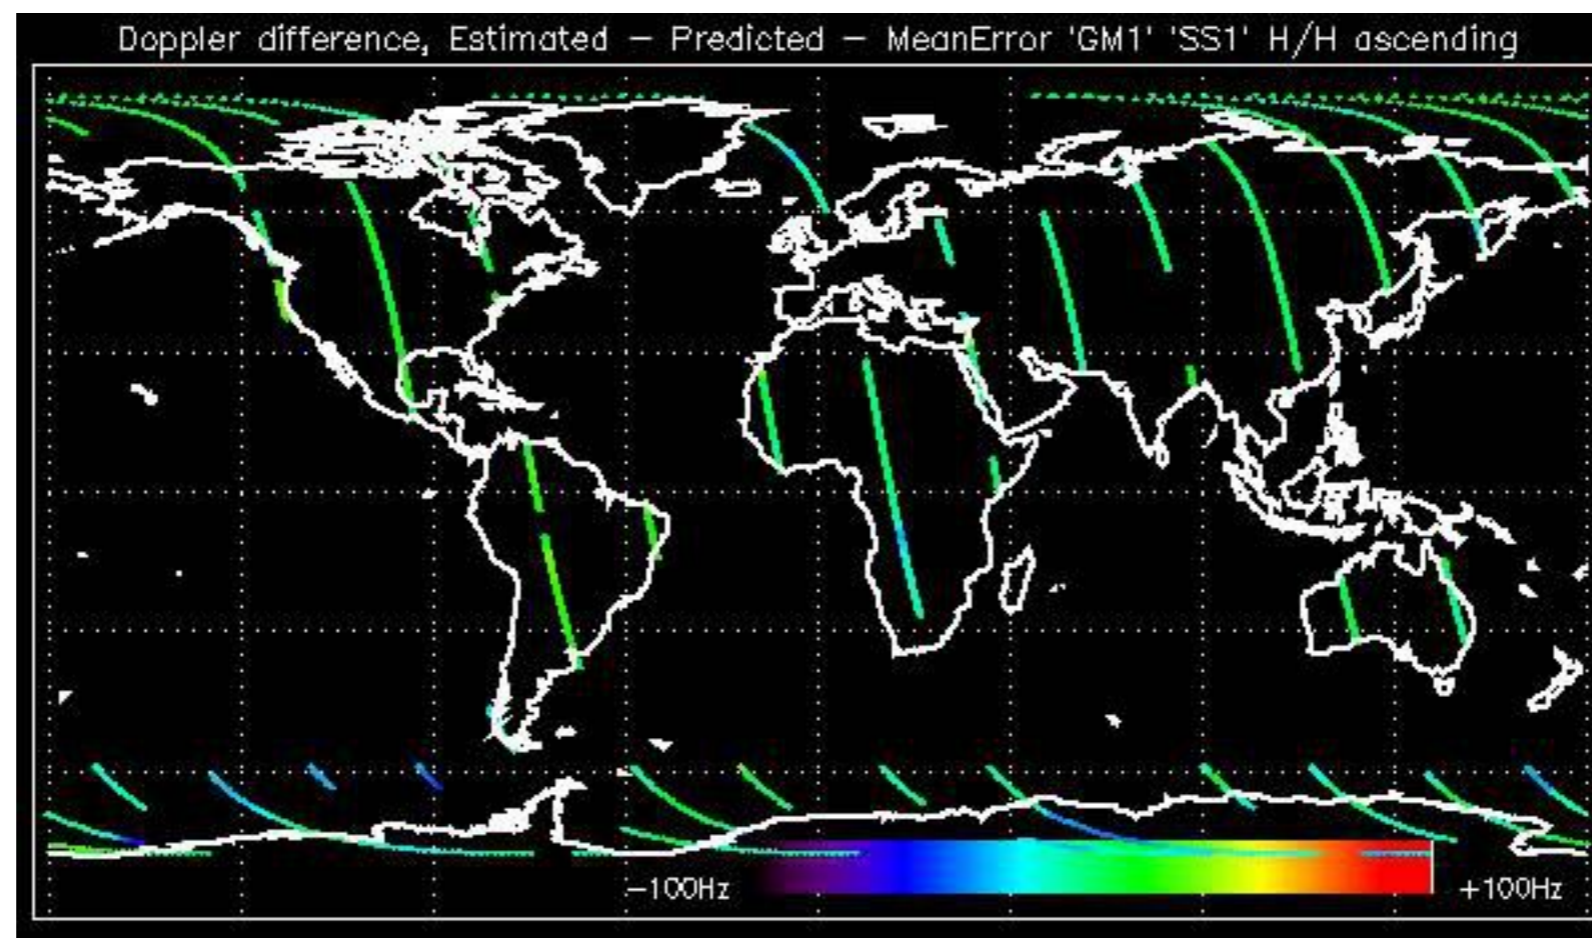 Doppler difference, Estimated – Predicted – MeanError 'GM1' 'SS1' H/H ascending
–100Hz
+100Hz